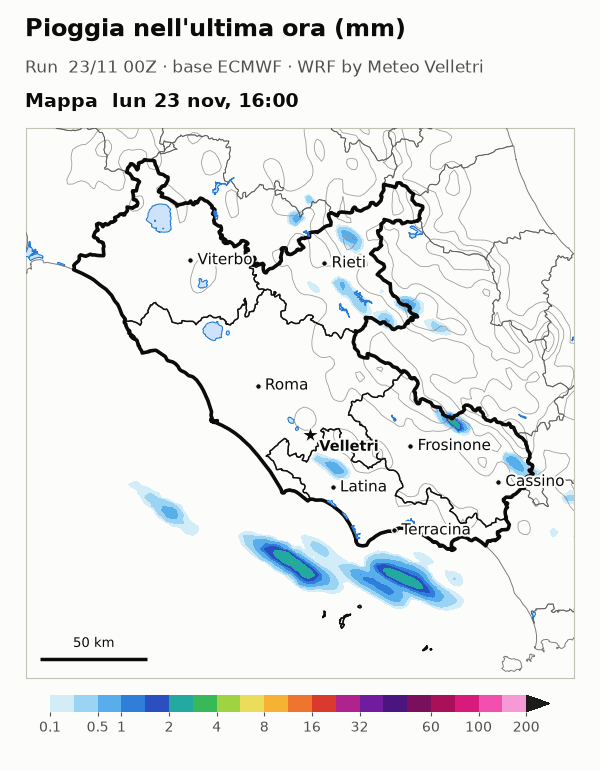 Pioggia nell'ultima ora (mm)
Run  23/11 00Z · base ECMWF · WRF by Meteo Velletri
Mappa  lun 23 nov, 16:00
Viterbo
Rieti
Roma
Velletri
Frosinone
Latina
Cassino
Terracina
50 km
0.1 0.5 1 2 4 8 16 32 60 100 200